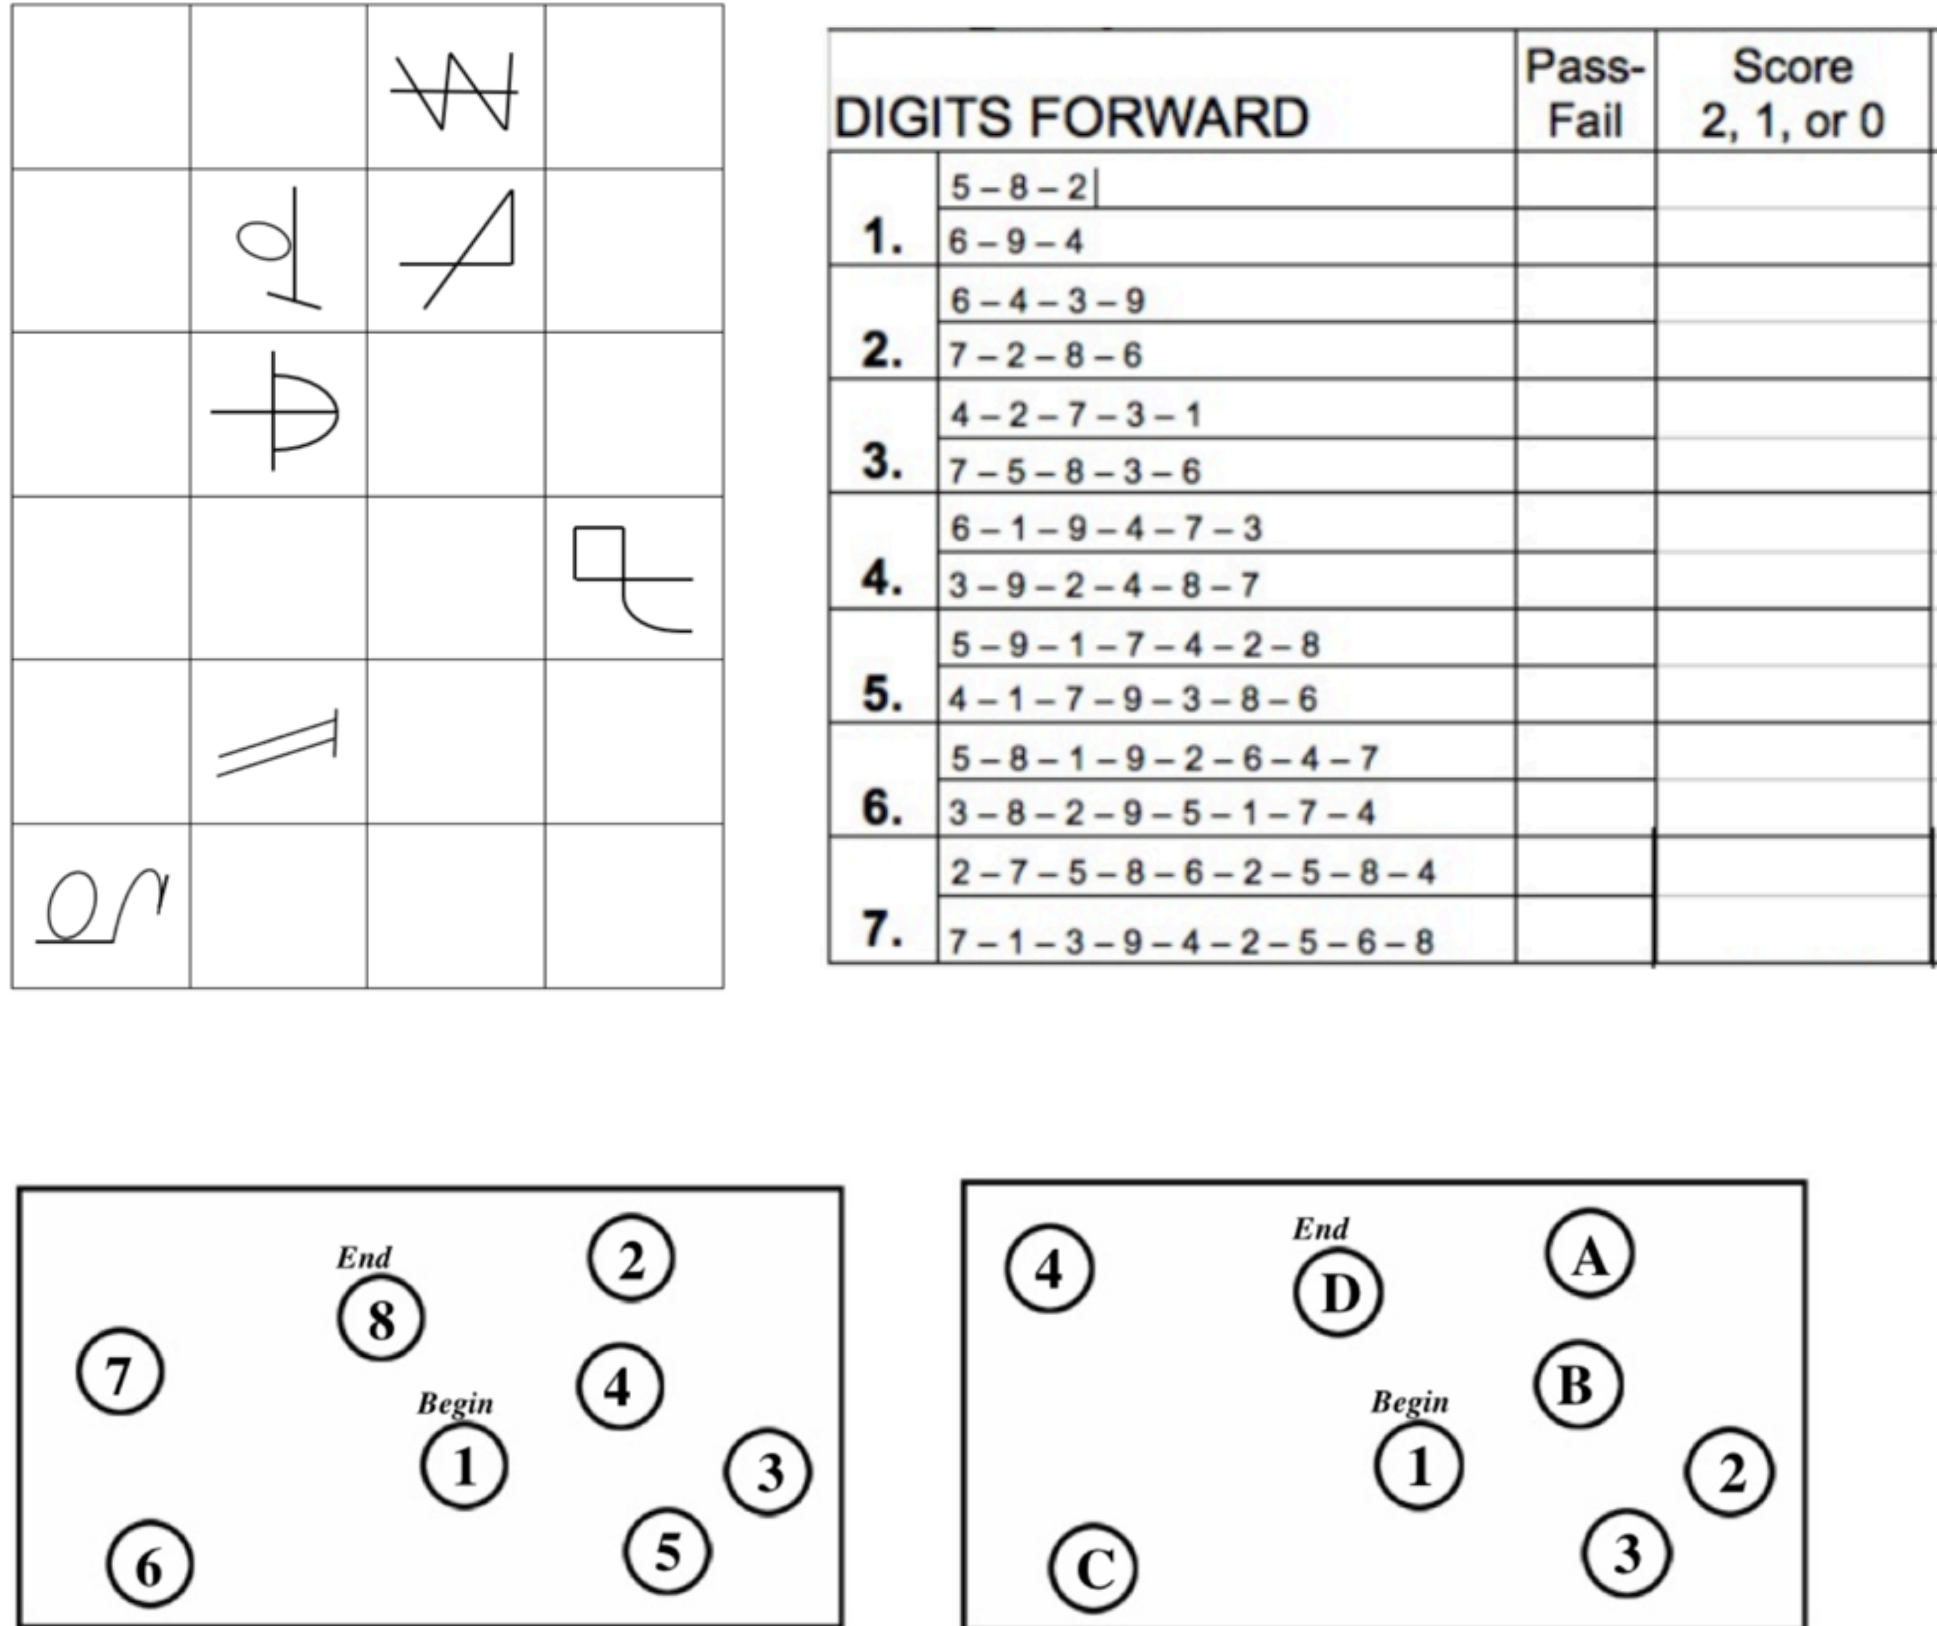 DIGITS FORWARD
Pass-
Fail
Score
2, 1, or 0
1.
5 – 8 – 2
6 – 9 – 4
2.
6 – 4 – 3 – 9
7 – 2 – 8 – 6
3.
4 – 2 – 7 – 3 – 1
7 – 5 – 8 – 3 – 6
4.
6 – 1 – 9 – 4 – 7 – 3
3 – 9 – 2 – 4 – 8 – 7
5.
5 – 9 – 1 – 7 – 4 – 2 – 8
4 – 1 – 7 – 9 – 3 – 8 – 6
6.
5 – 8 – 1 – 9 – 2 – 6 – 4 – 7
3 – 8 – 2 – 9 – 5 – 1 – 7 – 4
7.
2 – 7 – 5 – 8 – 6 – 2 – 5 – 8 – 4
7 – 1 – 3 – 9 – 4 – 2 – 5 – 6 – 8
End
8
2
7
4
Begin
1
3
5
6
4
End
D
A
B
Begin
1
2
3
C